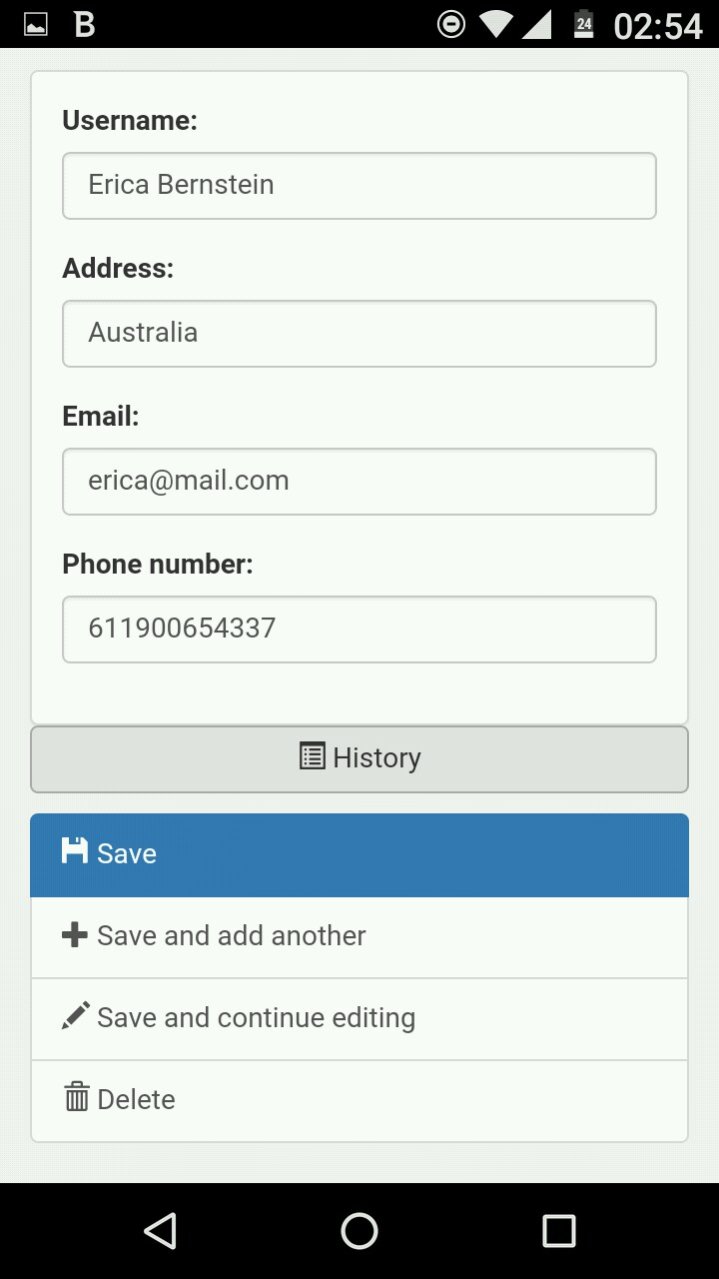 B 24 02:54
Username:
Erica Bernstein
Address:
Australia
Email:
erica@mail.com
Phone number:
611900654337
History
Save
Save and add another
Save and continue editing
Delete